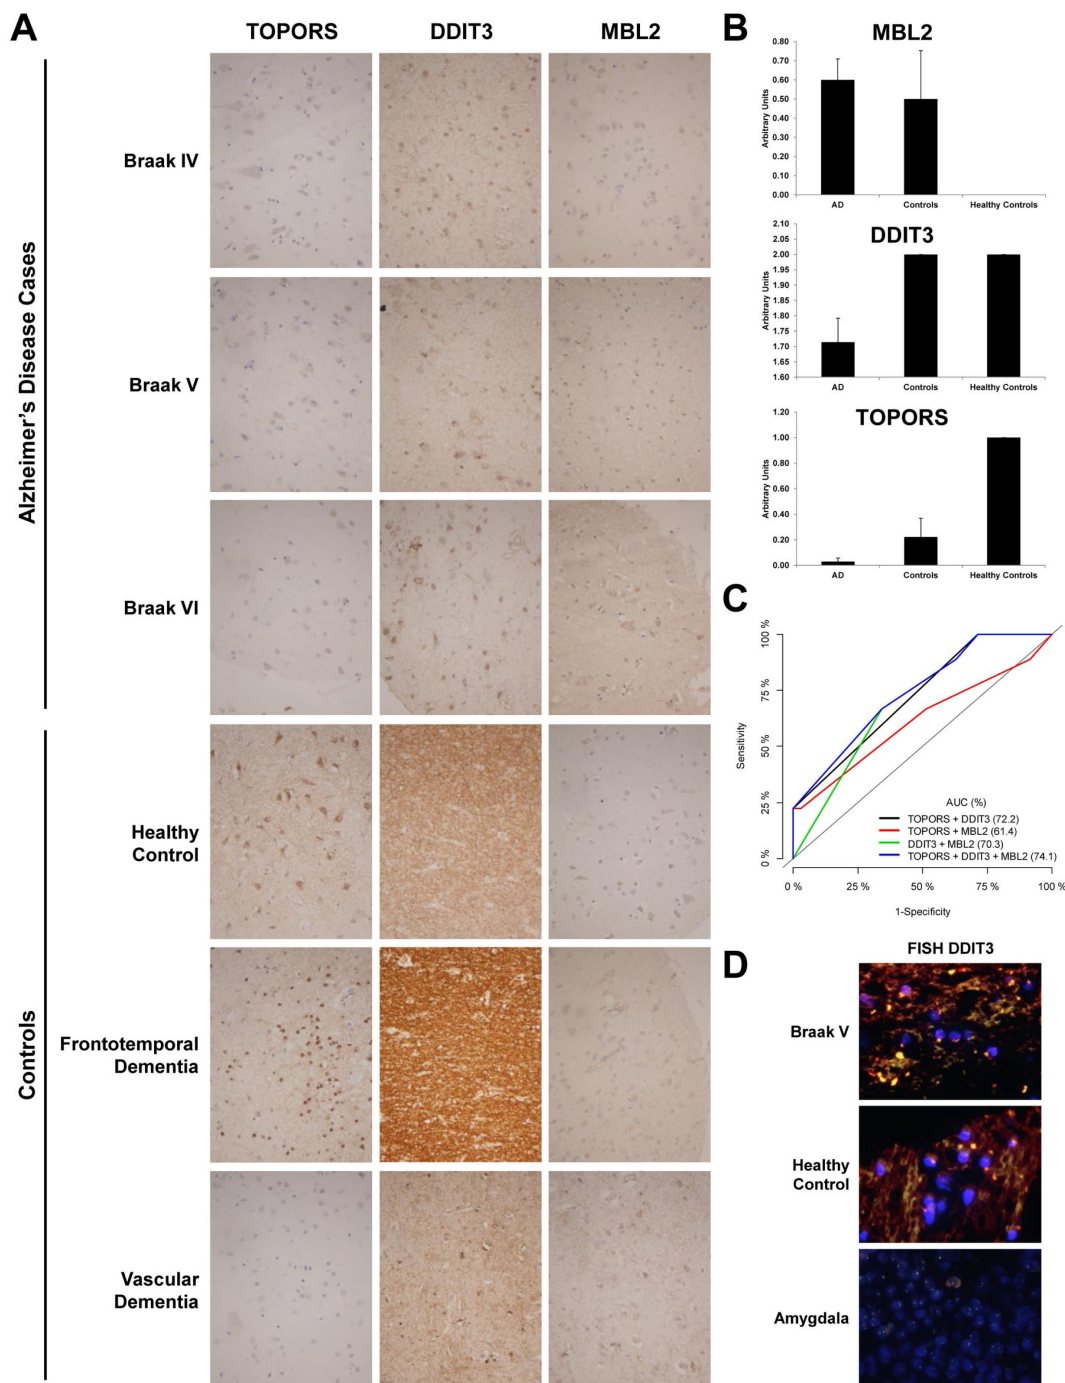 A
TOPORS
DDIT3
MBL2
Alzheimer's Disease Cases
Braak IV
Braak V
Braak VI
Controls
Healthy
Control
Frontotemporal
Dementia
Vascular
Dementia
B
MBL2
Arbitrary Units
0.80
0.70
0.60
0.50
0.40
0.30
0.20
0.10
0.00
AD
Controls
Healthy Controls
DDIT3
Arbitrary Units
2.10
2.05
2.00
1.95
1.90
1.85
1.80
1.75
1.70
1.65
1.60
AD
Controls
Healthy Controls
TOPORS
Arbitrary Units
1.20
1.00
0.80
0.60
0.40
0.20
0.00
AD
Controls
Healthy Controls
C
Sensitivity
100 %
75 %
50 %
25 %
0 %
AUC (%)
TOPORS + DDIT3 (72.2)
TOPORS + MBL2 (61.4)
DDIT3 + MBL2 (70.3)
TOPORS + DDIT3 + MBL2 (74.1)
0 %
25 %
50 %
75 %
100 %
1-Specificity
D
FISH DDIT3
Braak V
Healthy
Control
Amygdala